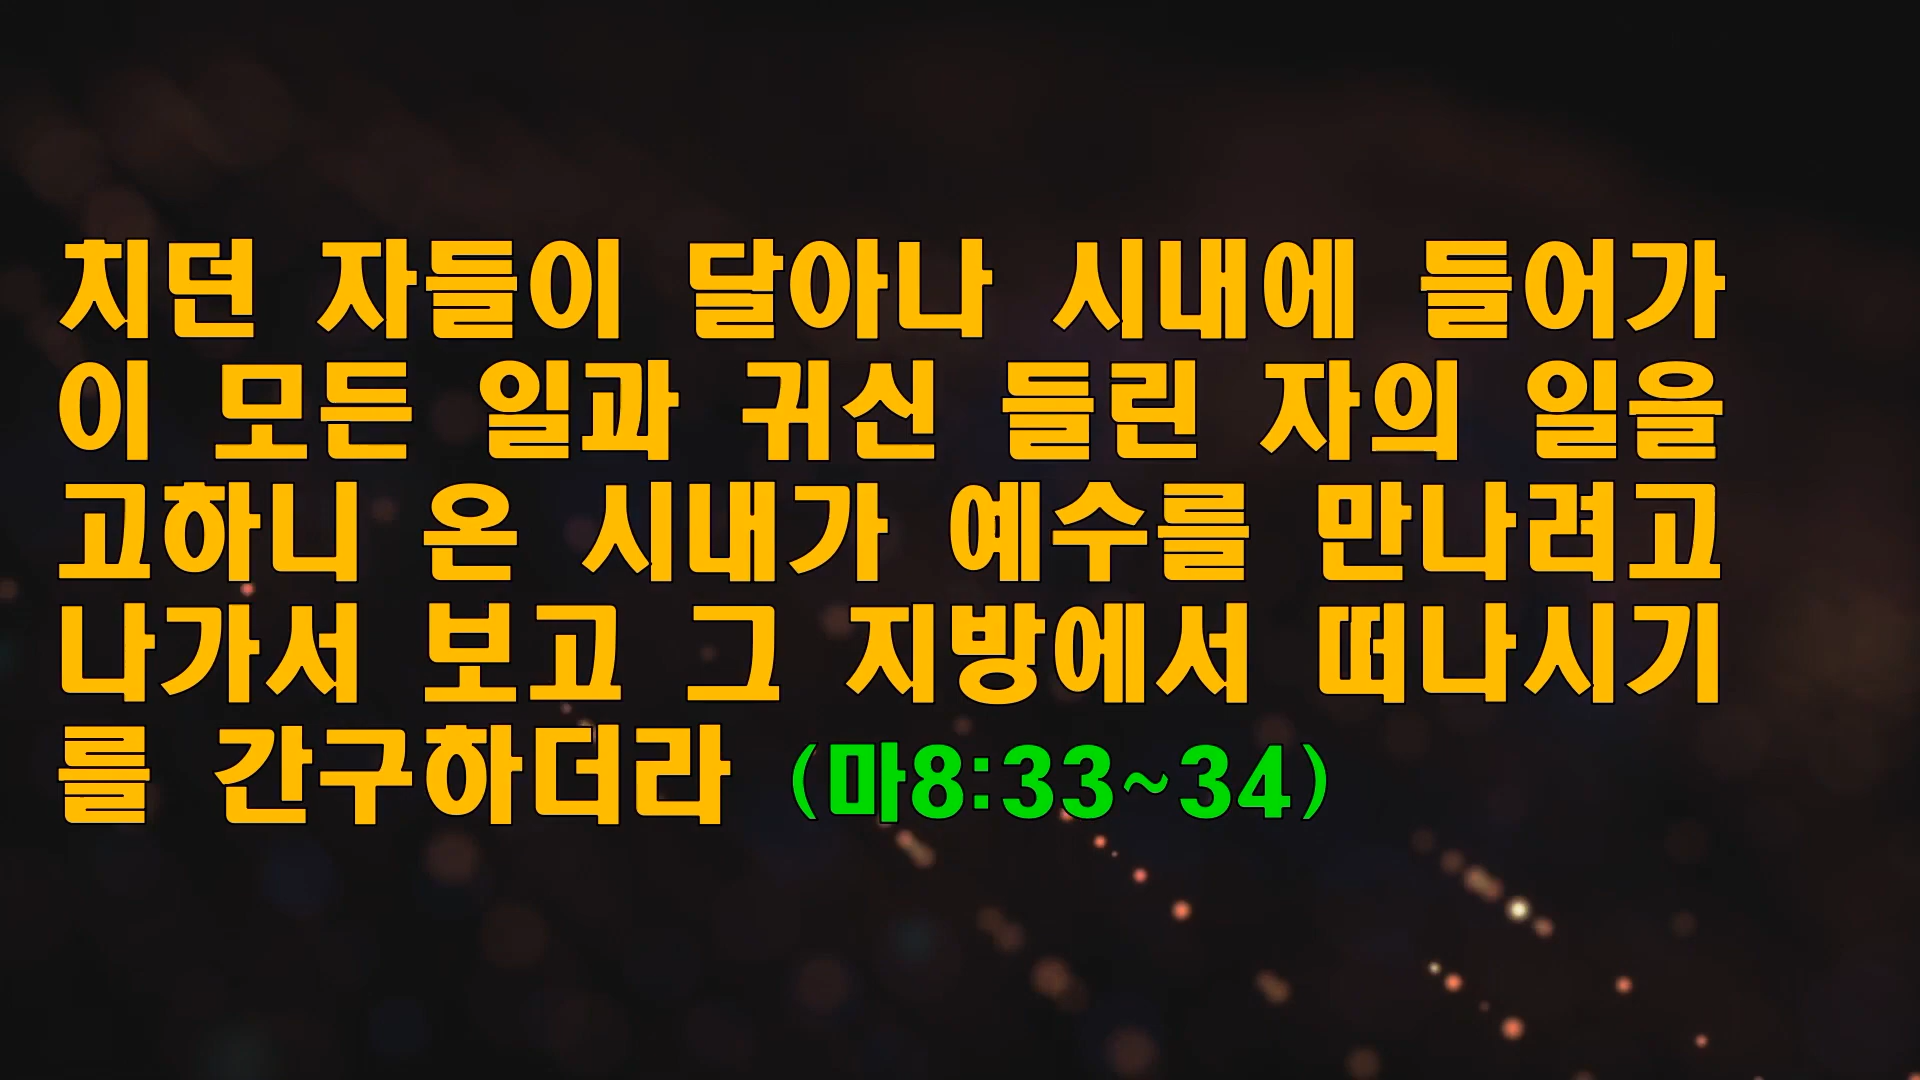 치던 자들이 달아나 시내에 들어가
이 모든 일과 귀신 들린 자의 일을
고하니 온 시내가 예수를 만나려고
나가서 보고 그 지방에서 떠나시기
를 간구하더라 (마8:33~34)